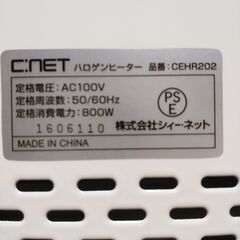 C:NET ハロゲンヒーター 品番：CEHR202
定格電圧：AC100V
定格周波数：50/60Hz
定格消費電力：800W
1606110
PS
E
株式会社シィー・ネット
MADE IN CHINA